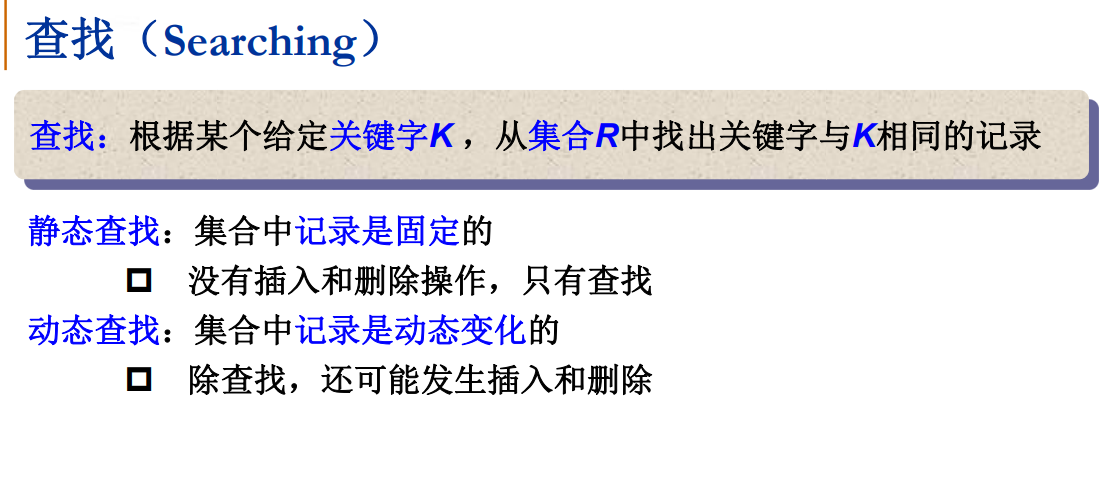 查找（Searching）
查找：根据某个给定关键字K，从集合R中找出关键字与K相同的记录
静态查找：集合中记录是固定的
没有插入和删除操作，只有查找
动态查找：集合中记录是动态变化的
除查找，还可能发生插入和删除